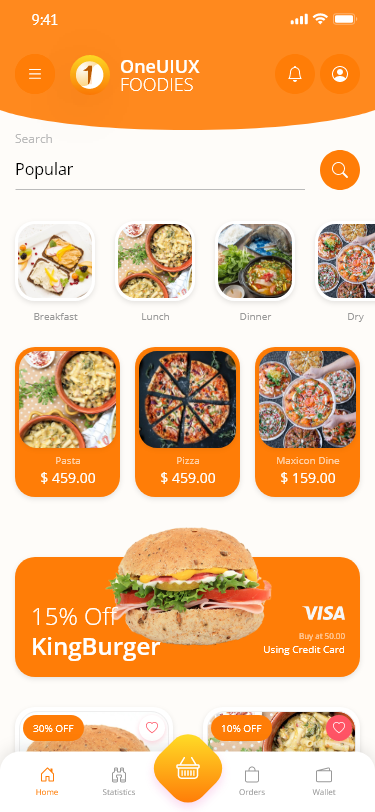 9:41
1
OneUIUX
FOODIES
Search
Popular
Breakfast
Lunch
Dinner
Dry
Pasta
$ 459.00
Pizza
$ 459.00
Maxicon Dine
$ 159.00
15% Off
KingBurger
VISA
Buy at 50.00
Using Credit Card
30% OFF
10% OFF
Home
Statistics
Orders
Wallet